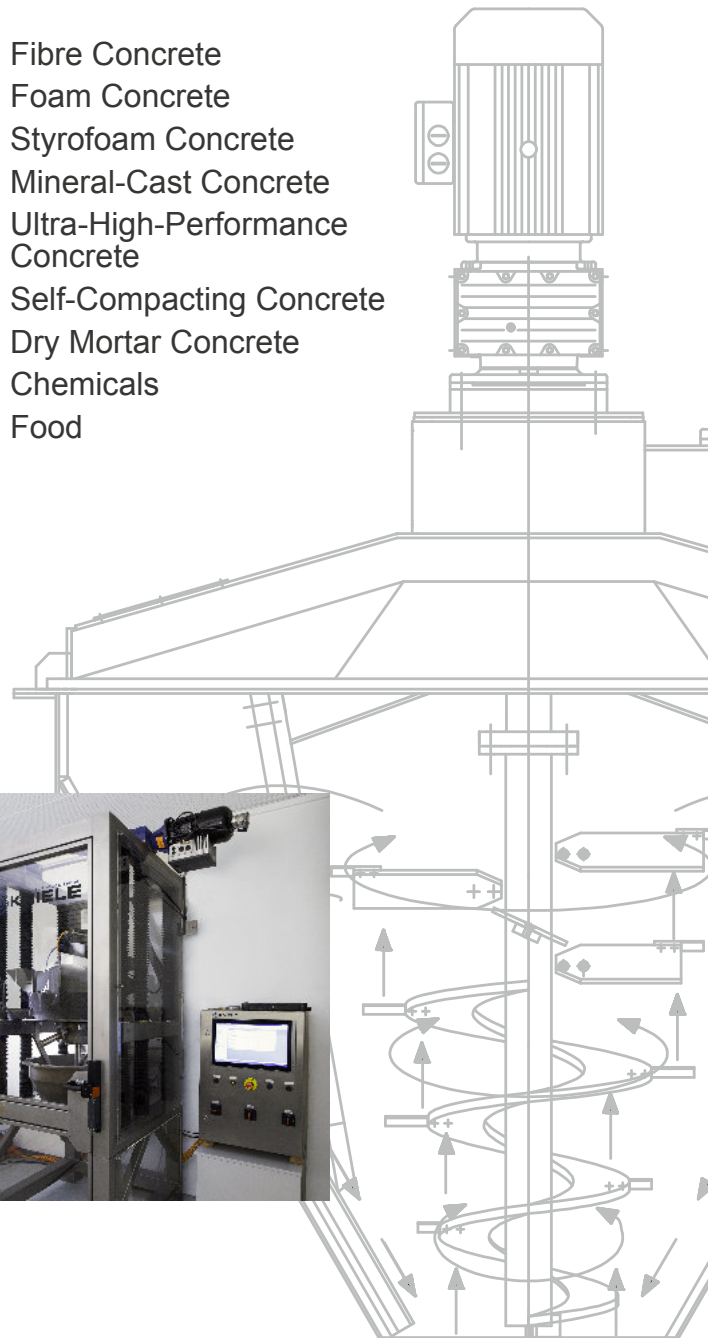 Fibre Concrete
Foam Concrete
Styrofoam Concrete
Mineral-Cast Concrete
Ultra-High-Performance
Concrete
Self-Compacting Concrete
Dry Mortar Concrete
Chemicals
Food